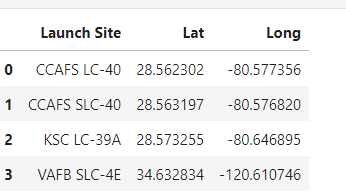 Launch Site Lat Long
0 CCAFS LC-40 28.562302 -80.577356
1 CCAFS SLC-40 28.563197 -80.576820
2 KSC LC-39A 28.573255 -80.646895
3 VAFB SLC-4E 34.632834 -120.610746